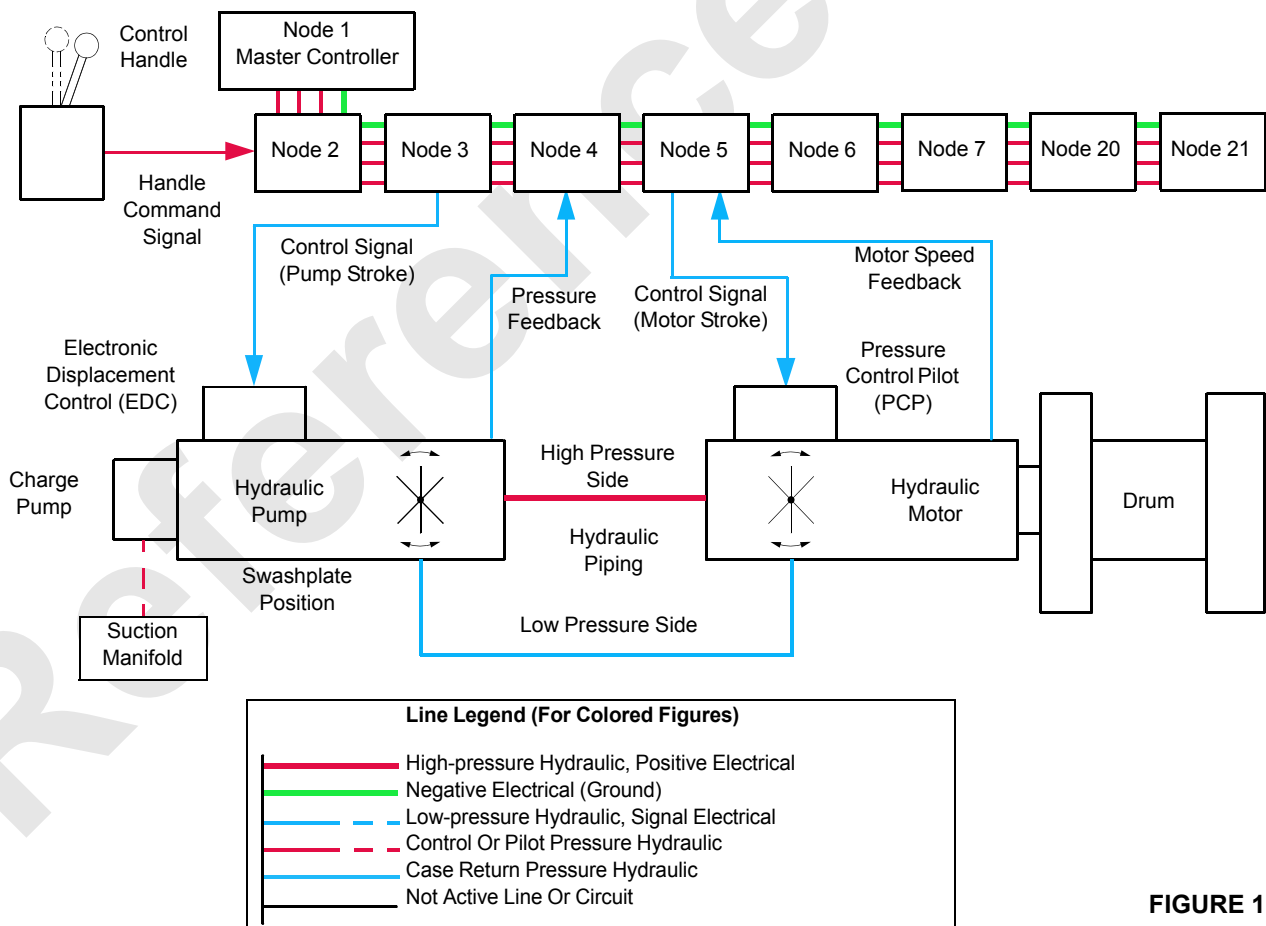 Control
Handle
Node 1
Master Controller
Node 2
Node 3
Node 4
Node 5
Node 6
Node 7
Node 20
Node 21
Handle
Command
Signal
Control Signal
(Pump Stroke)
Pressure
Feedback
Control Signal
(Motor Stroke)
Motor Speed
Feedback
Electronic
Displacement
Control (EDC)
Pressure
Control Pilot
(PCP)
Charge
Pump
Hydraulic
Pump
High Pressure
Side
Hydraulic
Motor
Drum
Hydraulic
Piping
Swashplate
Position
Suction
Manifold
Low Pressure Side
Line Legend (For Colored Figures)
High-pressure Hydraulic, Positive Electrical
Negative Electrical (Ground)
Low-pressure Hydraulic, Signal Electrical
Control Or Pilot Pressure Hydraulic
Case Return Pressure Hydraulic
Not Active Line Or Circuit
FIGURE 1
Reference